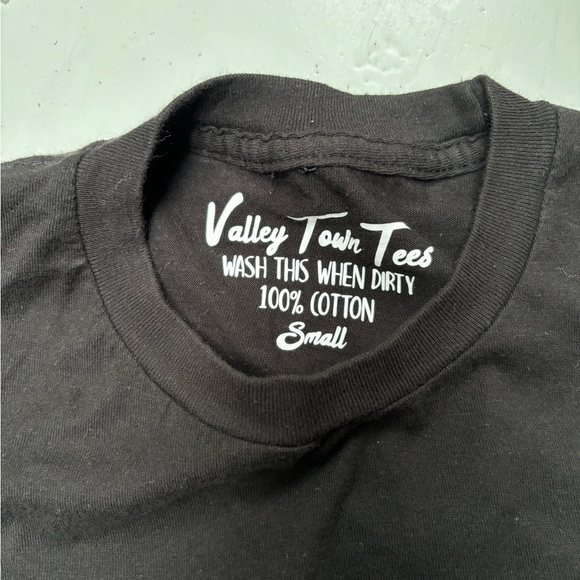 Valley Town Tees
WASH THIS WHEN DIRTY
100% COTTON
Small